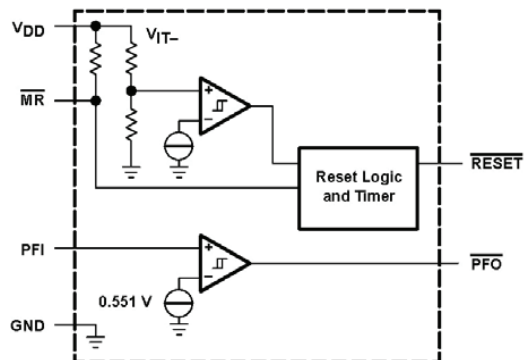 VDD
VIT–
MR
+
–
Reset Logic
and Timer
RESET
PFI
+
–
PFO
0.551 V
GND